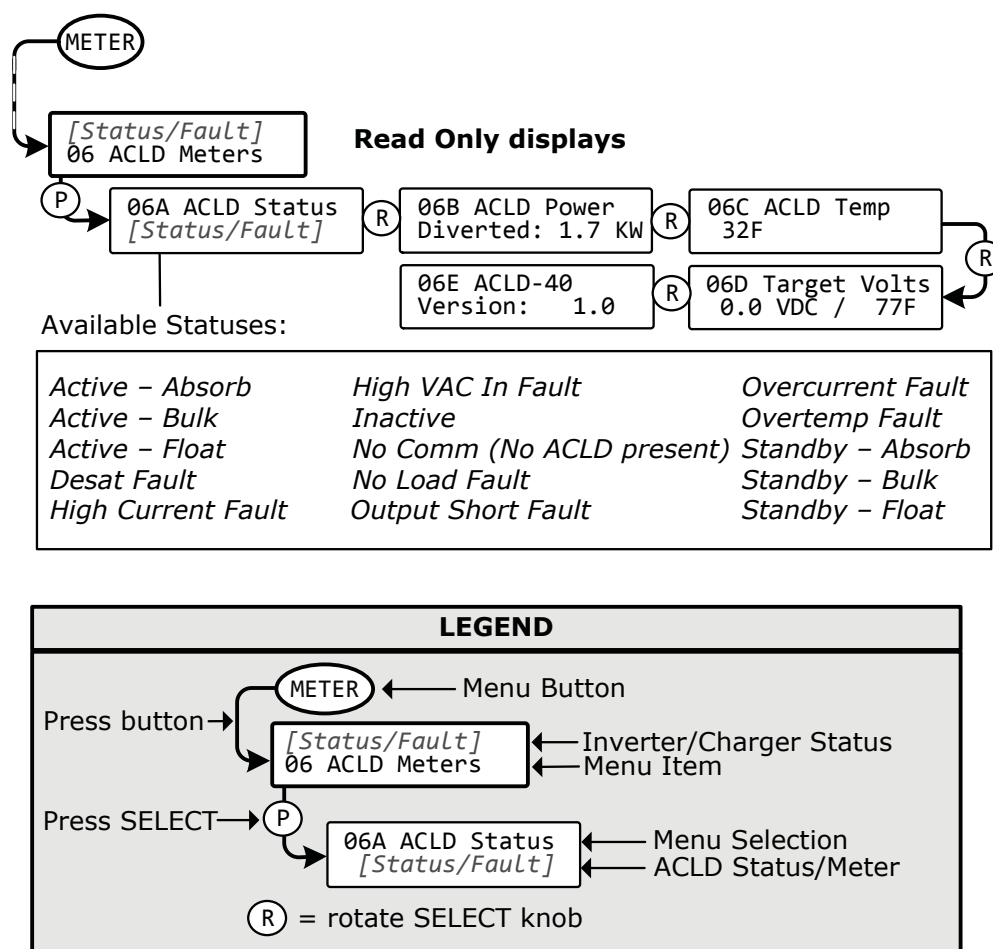 METER
[Status/Fault]
06 ACLD Meters
Read Only displays
P
06A ACLD Status
[Status/Fault]
R
06B ACLD Power
Diverted: 1.7 KW
R
06C ACLD Temp
32F
R
06D Target Volts
0.0 VDC / 77F
R
06E ACLD-40
Version: 1.0
Available Statuses:
Active – Absorb
Active – Bulk
Active – Float
Desat Fault
High Current Fault
High VAC In Fault
Inactive
No Comm (No ACLD present)
No Load Fault
Output Short Fault
Overcurrent Fault
Overtemp Fault
Standby – Absorb
Standby – Bulk
Standby – Float
LEGEND
METER
Menu Button
Press button
[Status/Fault]
06 ACLD Meters
Inverter/Charger Status
Menu Item
Press SELECT
P
06A ACLD Status
[Status/Fault]
Menu Selection
ACLD Status/Meter
R = rotate SELECT knob